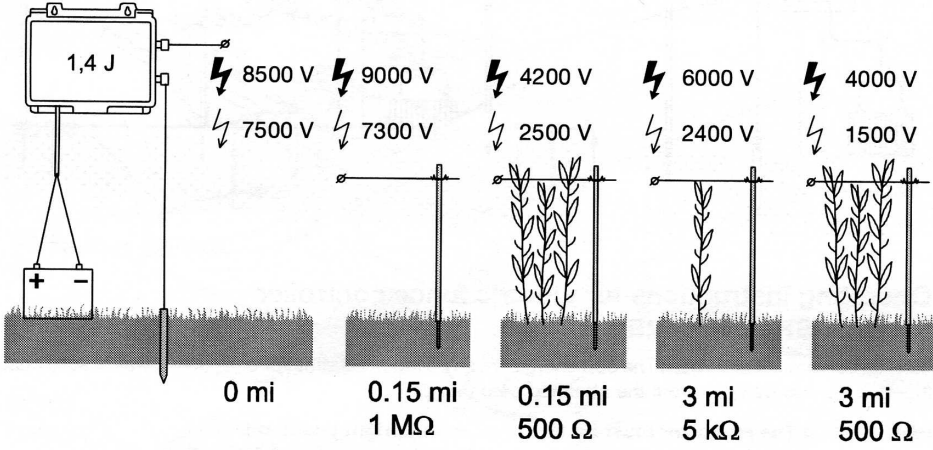 1,4 J
8500 V 9000 V 4200 V 6000 V 4000 V
7500 V 7300 V 2500 V 2400 V 1500 V
+ −
0 mi 0.15 mi 0.15 mi 3 mi 3 mi
1 MΩ 500 Ω 5 kΩ 500 Ω